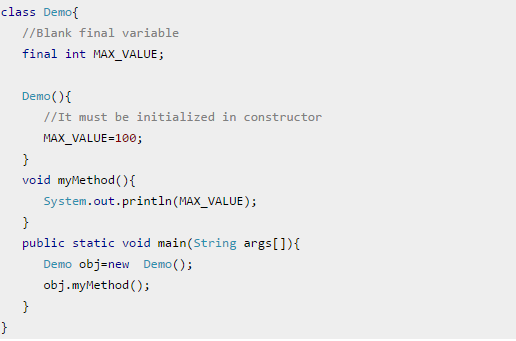 class Demo{
   //Blank final variable
   final int MAX_VALUE;

   Demo(){
      //It must be initialized in constructor
      MAX_VALUE=100;
   }
   void myMethod(){
      System.out.println(MAX_VALUE);
   }
   public static void main(String args[]){
      Demo obj=new  Demo();
      obj.myMethod();
   }
}